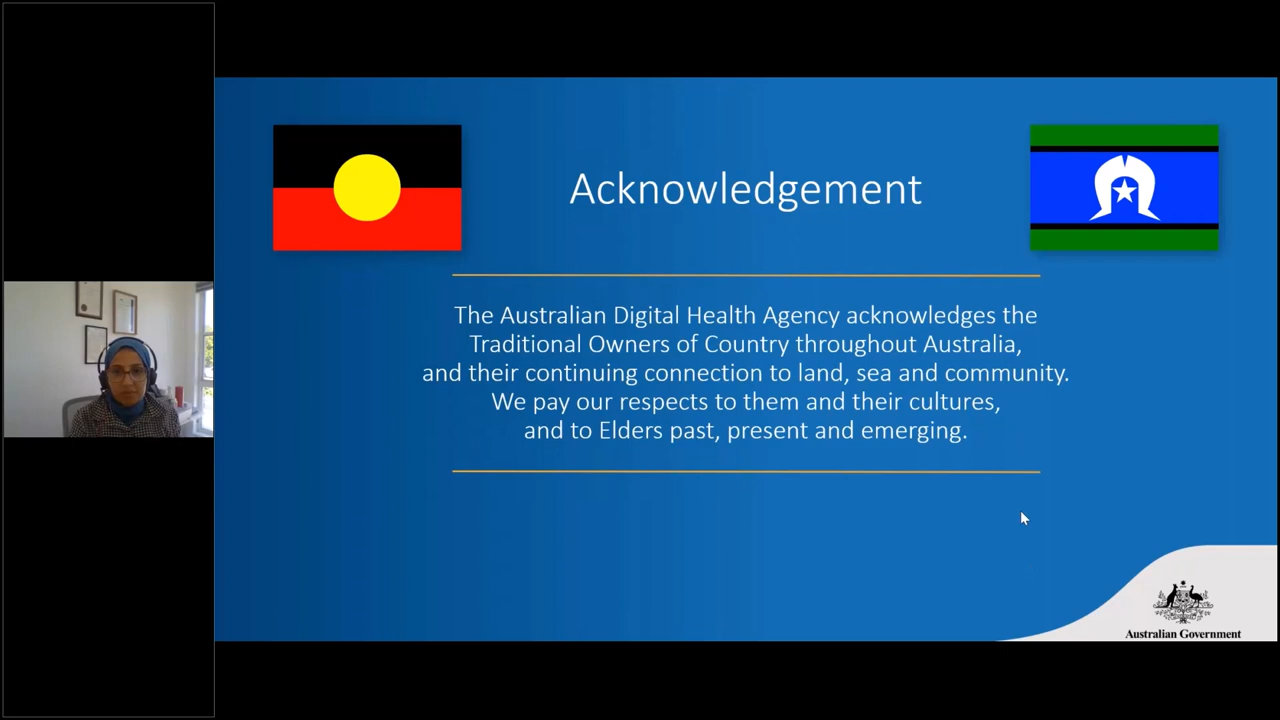 Acknowledgement
The Australian Digital Health Agency acknowledges the
Traditional Owners of Country throughout Australia,
and their continuing connection to land, sea and community.
We pay our respects to them and their cultures,
and to Elders past, present and emerging.
Australian Government